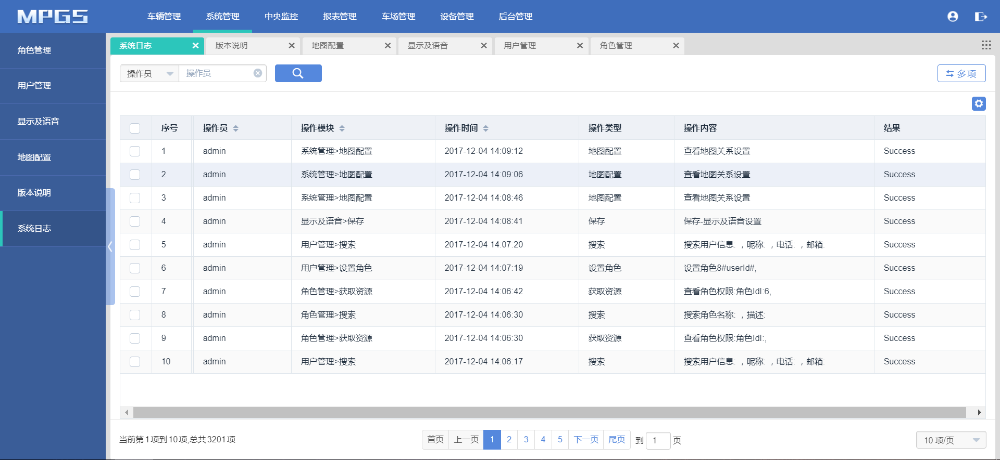 MPGS
车辆管理 系统管理 中央监控 报表管理 车场管理 设备管理 后台管理
角色管理
用户管理
显示及语音
地图配置
版本说明
系统日志
系统日志 版本说明 地图配置 显示及语音 用户管理 角色管理
操作员 操作员 多项
序号 操作员 操作模块 操作时间 操作类型 操作内容 结果
1 admin 系统管理>地图配置 2017-12-04 14:09:12 地图配置 查看地图关系设置 Success
2 admin 系统管理>地图配置 2017-12-04 14:09:06 地图配置 查看地图关系设置 Success
3 admin 系统管理>地图配置 2017-12-04 14:08:46 地图配置 查看地图关系设置 Success
4 admin 显示及语音>保存 2017-12-04 14:08:41 保存 保存-显示及语音设置 Success
5 admin 用户管理>搜索 2017-12-04 14:07:20 搜索 搜索用户信息: ，昵称: ，电话: ，邮箱: Success
6 admin 用户管理>设置角色 2017-12-04 14:07:19 设置角色 设置角色8#userId#, Success
7 admin 角色管理>获取资源 2017-12-04 14:06:42 获取资源 查看角色权限:角色IdI:6, Success
8 admin 角色管理>搜索 2017-12-04 14:06:30 搜索 搜索角色名称: ，描述: Success
9 admin 角色管理>获取资源 2017-12-04 14:06:30 获取资源 查看角色权限:角色IdI:, Success
10 admin 用户管理>搜索 2017-12-04 14:06:17 搜索 搜索用户信息: ，昵称: ，电话: ，邮箱: Success
当前第1项到10项,总共3201项 首页 上一页 1 2 3 4 5 下一页 尾页 到 1 页 10 项/页